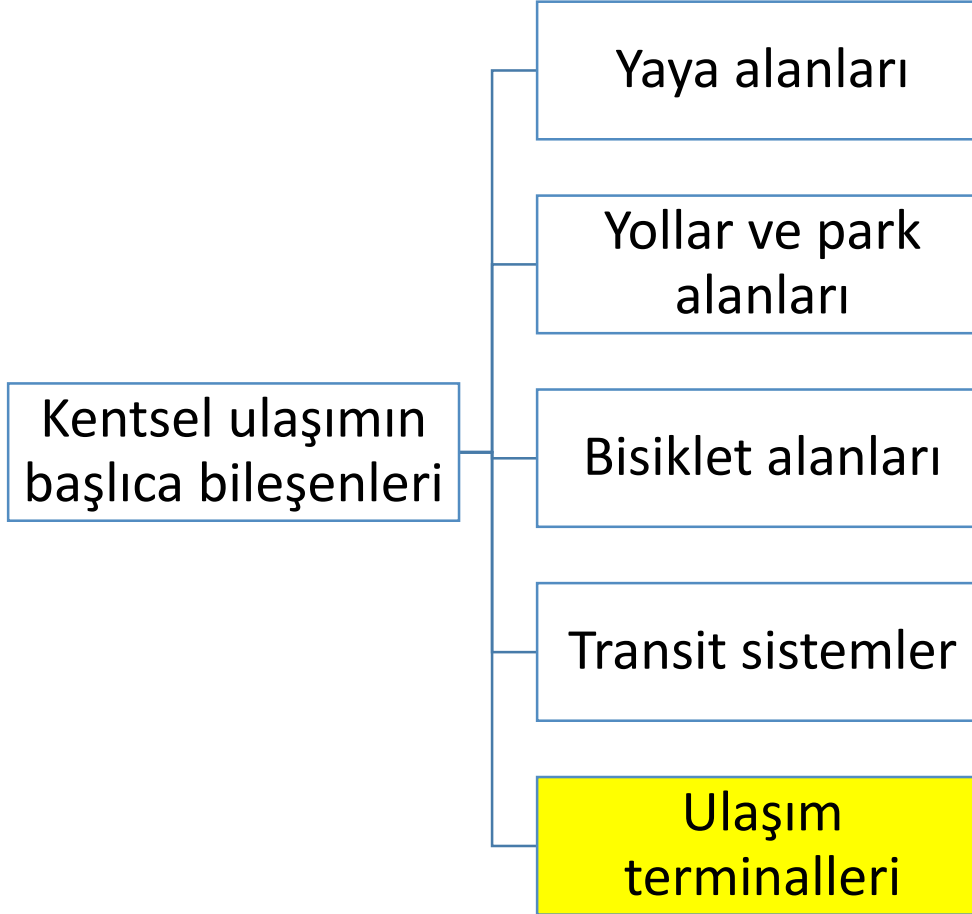 Yaya alanları
Yollar ve park
alanları
Kentsel ulaşımın
başlıca bileşenleri
Bisiklet alanları
Transit sistemler
Ulaşım
terminalleri